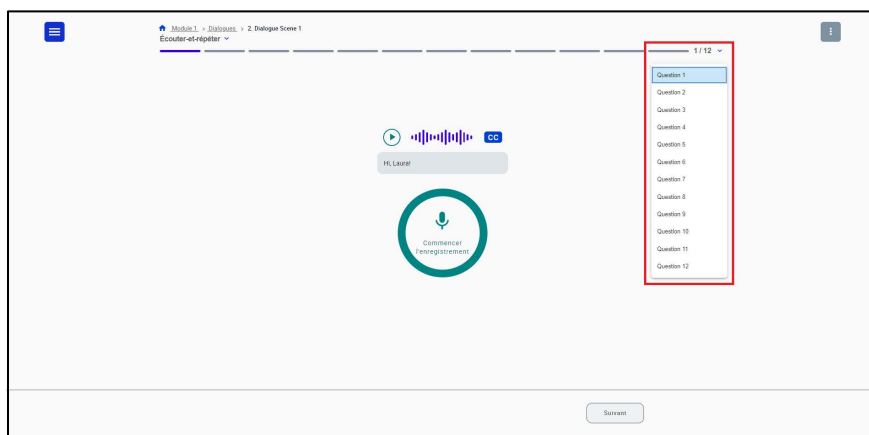 Module 1 > Dialogues > 2. Dialogue Scene 1
Écouter-et-répéter
1 / 12
Question 1
Question 2
Question 3
Question 4
Question 5
Question 6
Question 7
Question 8
Question 9
Question 10
Question 11
Question 12
CC
Hi, Laura!
Commencer
l'enregistrement
Suivant